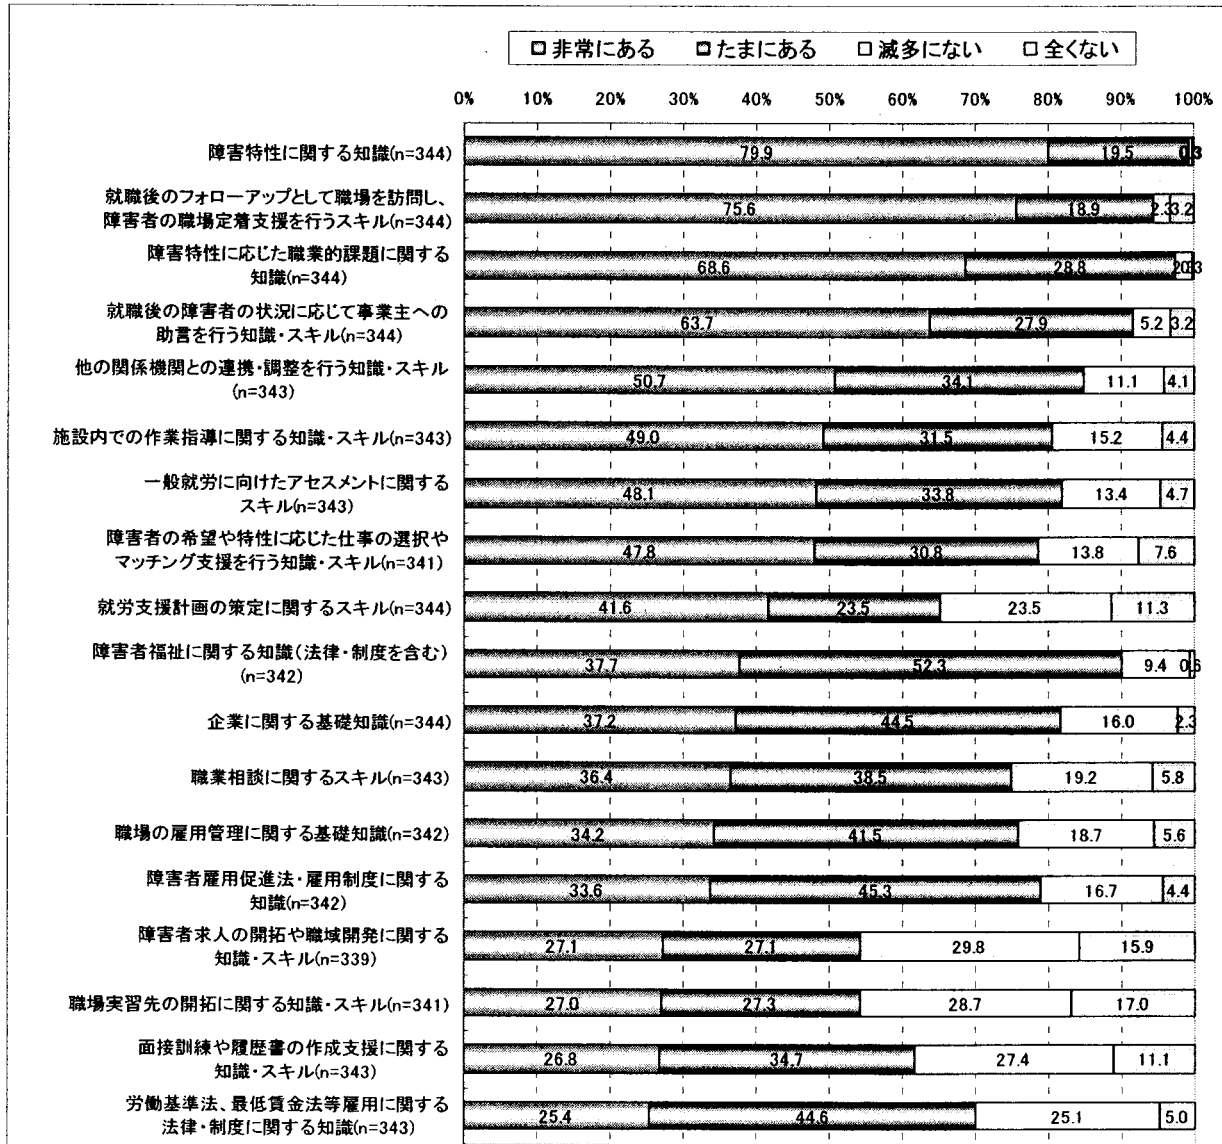 非常にある たまにある 滅多にない 全くない
0% 10% 20% 30% 40% 50% 60% 70% 80% 90% 100%
障害特性に関する知識(n=344)
79.9 19.5
就職後のフォローアップとして職場を訪問し、
障害者の職場定着支援を行うスキル(n=344)
75.6 18.9 2.3 3.2
障害特性に応じた職業的課題に関する
知識(n=344)
68.6 28.8
就職後の障害者の状況に応じて事業主への
助言を行う知識・スキル(n=344)
63.7 27.9 5.2 3.2
他の関係機関との連携・調整を行う知識・スキル
(n=343)
50.7 34.1 11.1 4.1
施設内での作業指導に関する知識・スキル(n=343)
49.0 31.5 15.2 4.4
一般就労に向けたアセスメントに関する
スキル(n=343)
48.1 33.8 13.4 4.7
障害者の希望や特性に応じた仕事の選択や
マッチング支援を行う知識・スキル(n=341)
47.8 30.8 13.8 7.6
就労支援計画の策定に関するスキル(n=344)
41.6 23.5 23.5 11.3
障害者福祉に関する知識(法律・制度を含む)
(n=342)
37.7 52.3 9.4 0.6
企業に関する基礎知識(n=344)
37.2 44.5 16.0 2.3
職業相談に関するスキル(n=343)
36.4 38.5 19.2 5.8
職場の雇用管理に関する基礎知識(n=342)
34.2 41.5 18.7 5.6
障害者雇用促進法・雇用制度に関する
知識(n=342)
33.6 45.3 16.7 4.4
障害者求人の開拓や職域開発に関する
知識・スキル(n=339)
27.1 27.1 29.8 15.9
職場実習先の開拓に関する知識・スキル(n=341)
27.0 27.3 28.7 17.0
面接訓練や履歴書の作成支援に関する
知識・スキル(n=343)
26.8 34.7 27.4 11.1
労働基準法、最低賃金法等雇用に関する
法律・制度に関する知識(n=343)
25.4 44.6 25.1 5.0